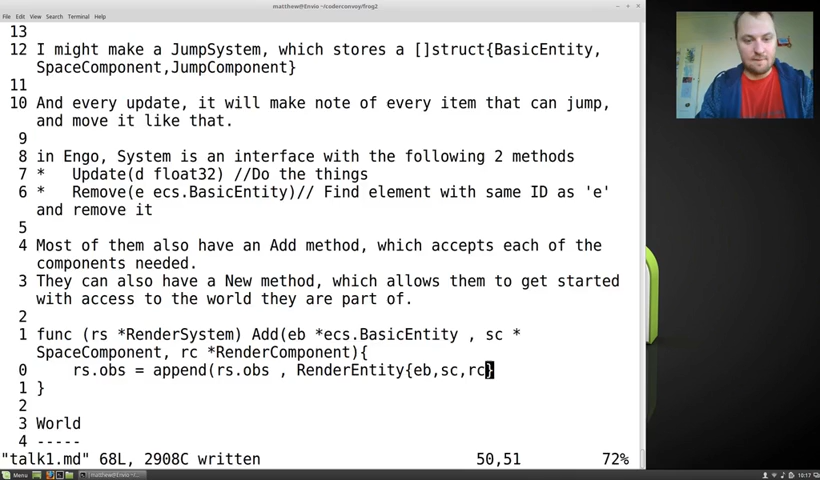 matthew@Envio ~/coderconvoy/frog2
File Edit View Search Terminal Help
13
12 I might make a JumpSystem, which stores a []struct{BasicEntity,
SpaceComponent,JumpComponent}
11
10 And every update, it will make note of every item that can jump,
and move it like that.
9
8 in Engo, System is an interface with the following 2 methods
7 *   Update(d float32) //Do the things
6 *   Remove(e ecs.BasicEntity)// Find element with same ID as 'e'
and remove it
5
4 Most of them also have an Add method, which accepts each of the
components needed.
3 They can also have a New method, which allows them to get started
with access to the world they are part of.
2
1 func (rs *RenderSystem) Add(eb *ecs.BasicEntity , sc *
SpaceComponent, rc *RenderComponent){
0     rs.obs = append(rs.obs , RenderEntity{eb,sc,rc}
1 }
2
3 World
4 -----
"talk1.md" 68L, 2908C written 50,51 72%
Menu matthew@Envio ~/c... 10:17